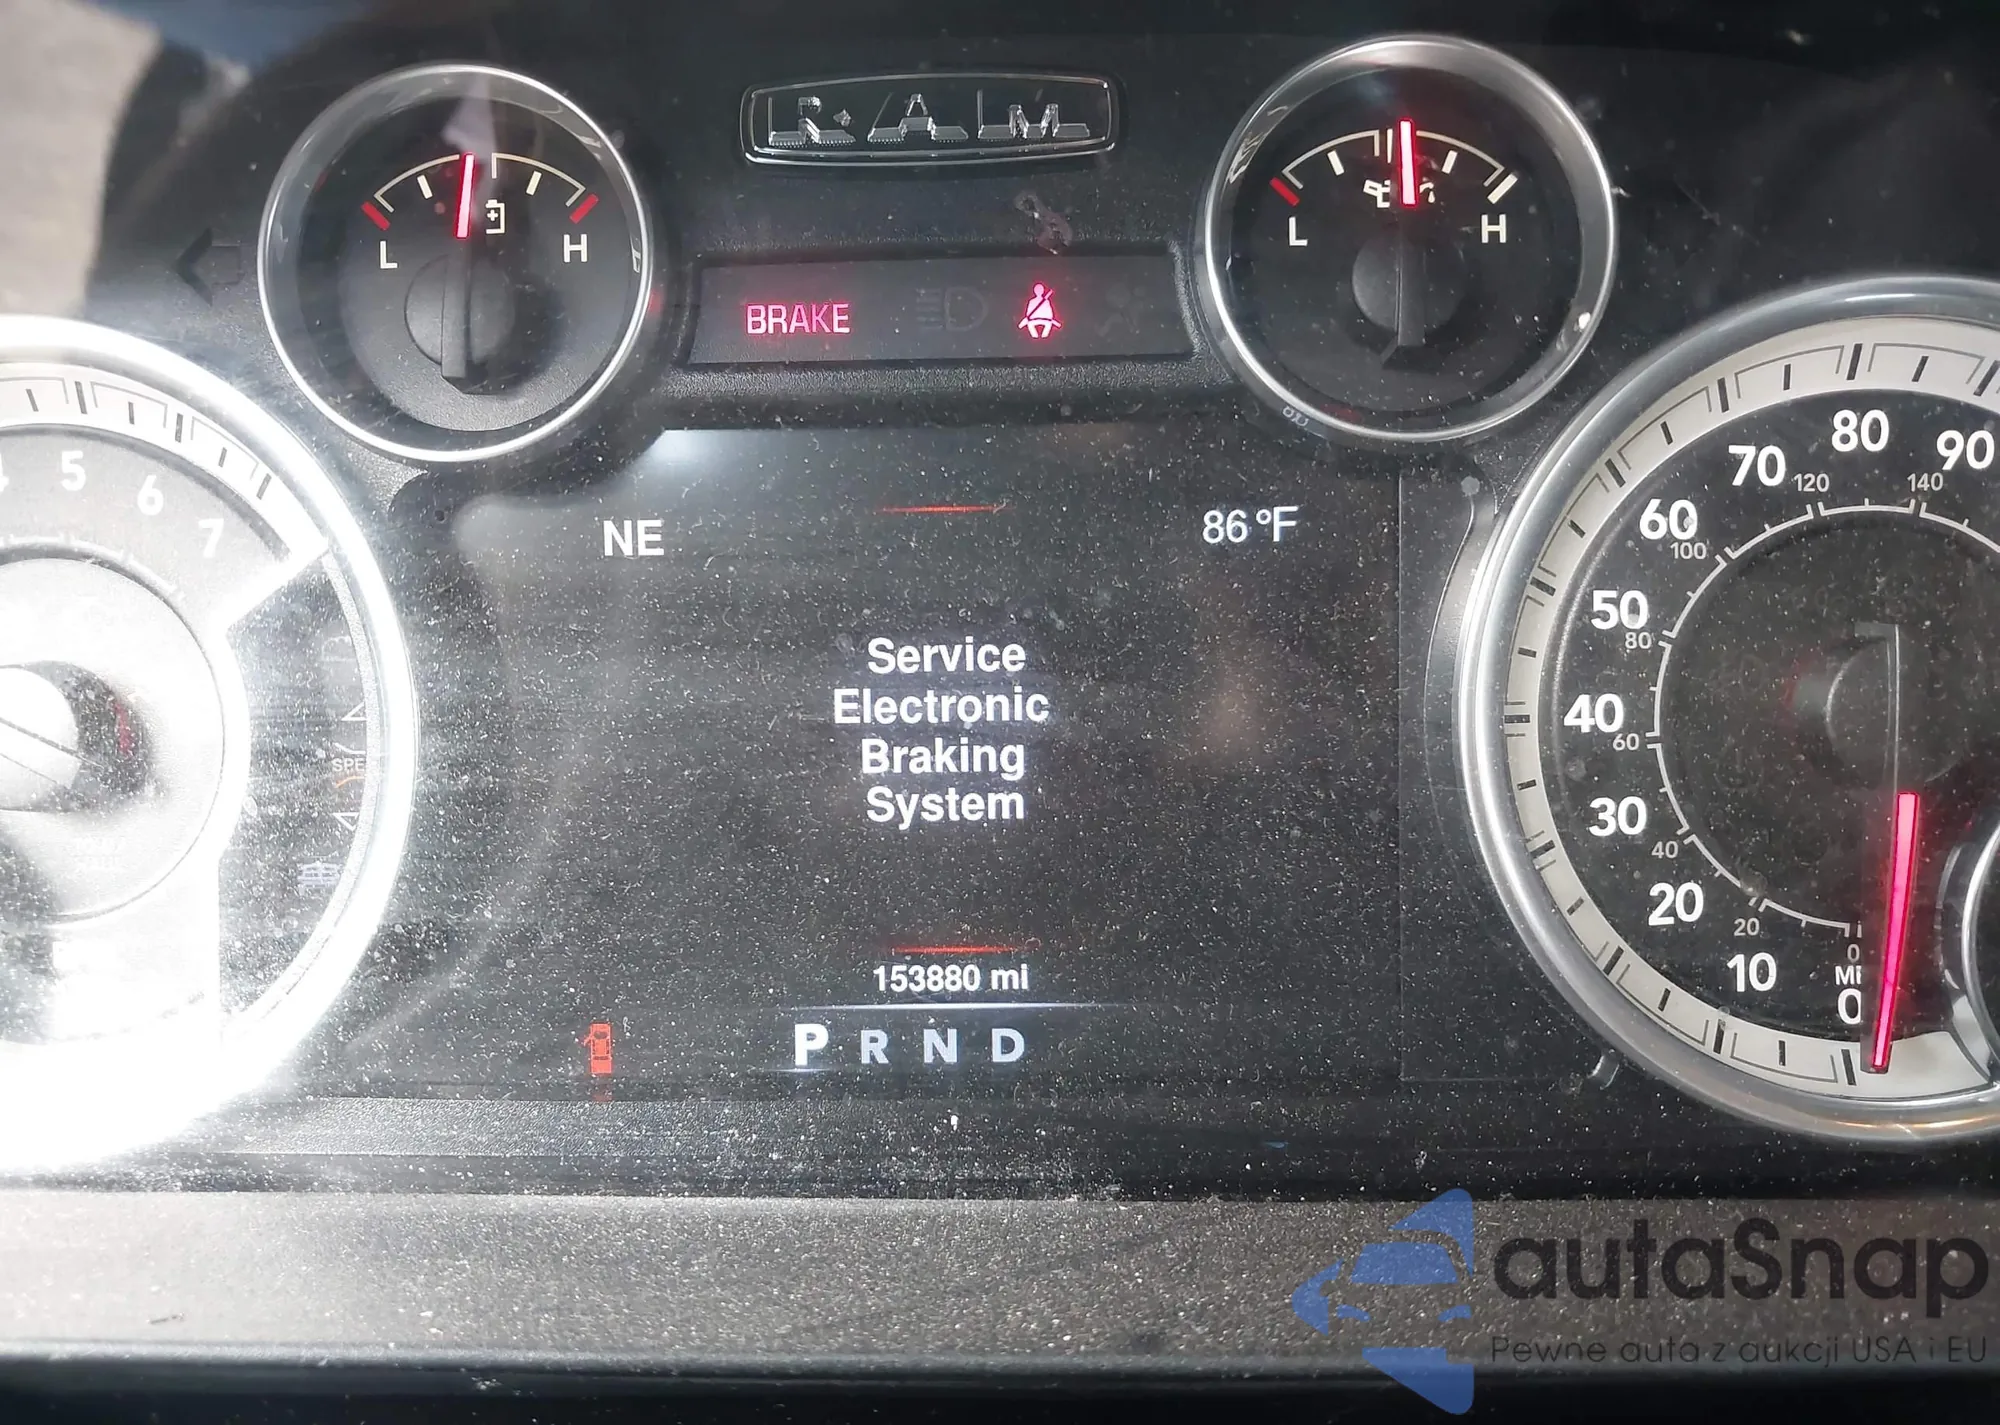 RAM
L H
L H
BRAKE
5 6 7
NE
86°F
Service
Electronic
Braking
System
153880 mi
P R N D
0 10 20 30 40 50 60 70 80 90
0 20 40 60 80 100 120 140
autaSnap
Pewne auta z aukcji USA i EU